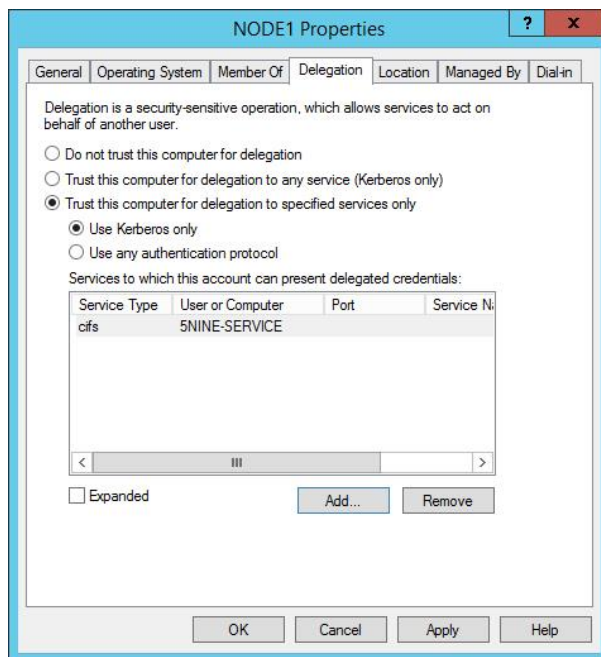 NODE1 Properties
?
x
General Operating System Member Of Delegation Location Managed By Dial-in
Delegation is a security-sensitive operation, which allows services to act on
behalf of another user.
Do not trust this computer for delegation
Trust this computer for delegation to any service (Kerberos only)
Trust this computer for delegation to specified services only
Use Kerberos only
Use any authentication protocol
Services to which this account can present delegated credentials:
Service Type User or Computer Port Service Na
cifs 5NINE-SERVICE
Expanded
Add... Remove
OK Cancel Apply Help